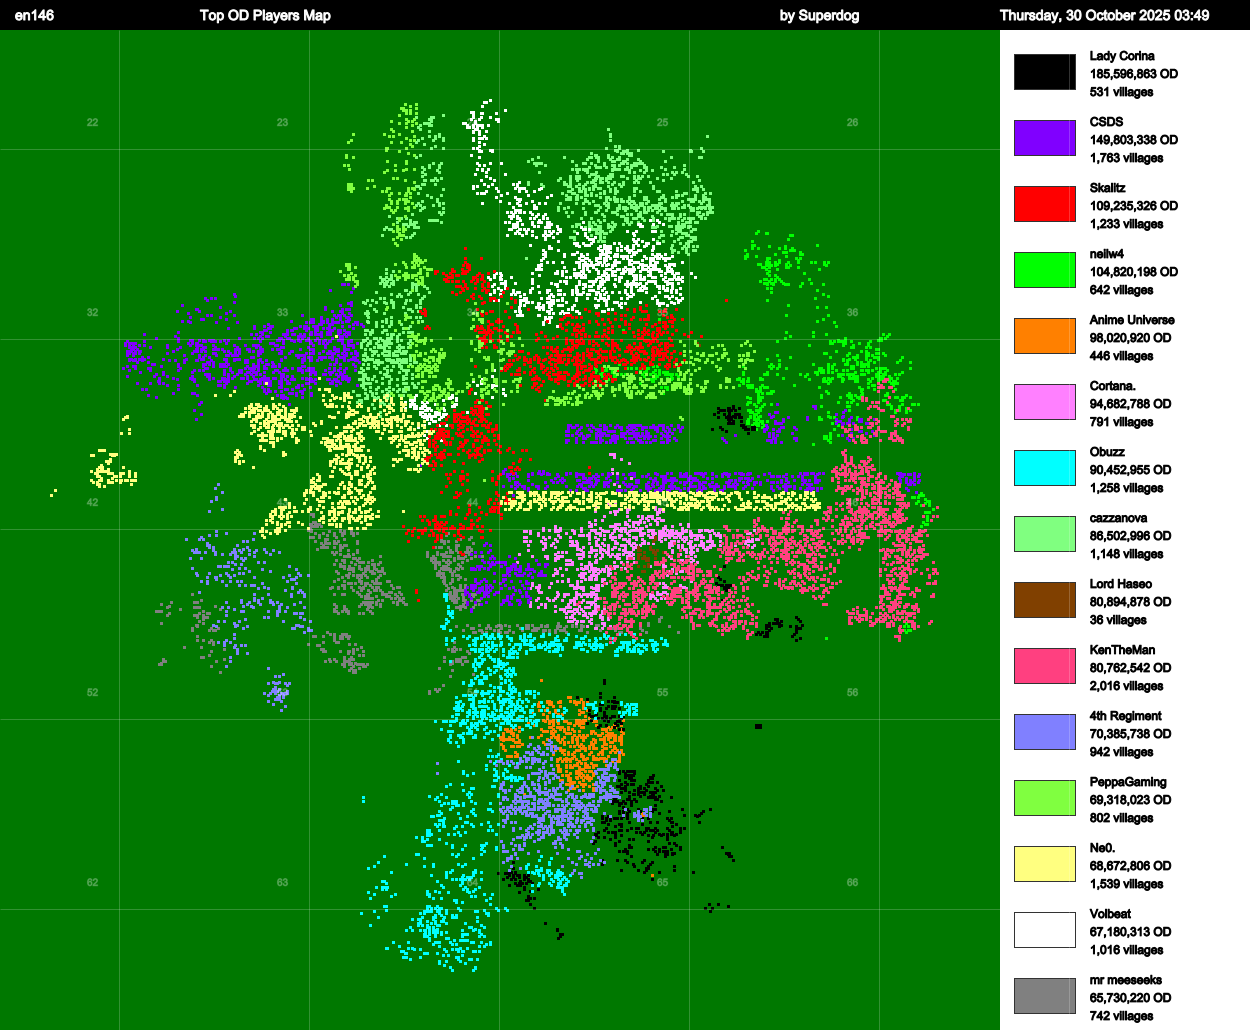 en146 Top OD Players Map by Superdog Thursday, 30 October 2025 03:49
22 23 25 26
32 33 34 35 36
42 43 44
52 55 56
62 63 64 65 66
Lady Corina
185,596,863 OD
531 villages
CSDS
149,803,338 OD
1,763 villages
Skalitz
109,235,326 OD
1,233 villages
neilw4
104,820,198 OD
642 villages
Anime Universe
98,020,920 OD
446 villages
Cortana.
94,682,788 OD
791 villages
Obuzz
90,452,955 OD
1,258 villages
cazzanova
86,502,996 OD
1,148 villages
Lord Haseo
80,894,878 OD
36 villages
KenTheMan
80,762,542 OD
2,016 villages
4th Regiment
70,385,738 OD
942 villages
PeppaGaming
69,318,023 OD
802 villages
Ne0.
68,672,806 OD
1,539 villages
Volbeat
67,180,313 OD
1,016 villages
mr meeseeks
65,730,220 OD
742 villages